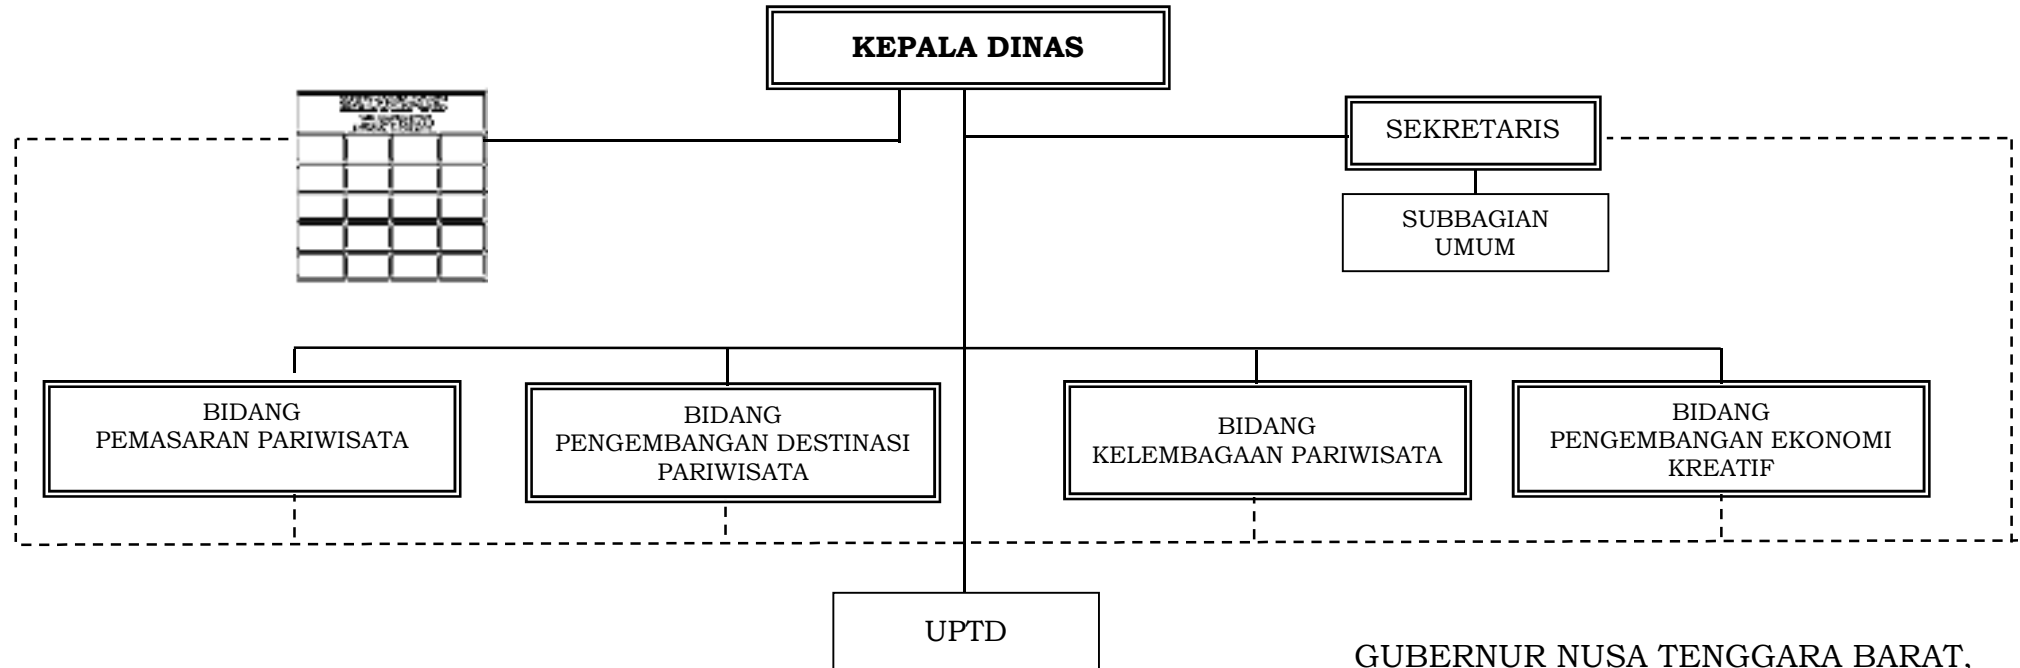 KEPALA DINAS
SEKRETARIS
SUBBAGIAN
UMUM
BIDANG
PEMASARAN PARIWISATA
BIDANG
PENGEMBANGAN DESTINASI
PARIWISATA
BIDANG
KELEMBAGAAN PARIWISATA
BIDANG
PENGEMBANGAN EKONOMI
KREATIF
UPTD
GUBERNUR NUSA TENGGARA BARAT,